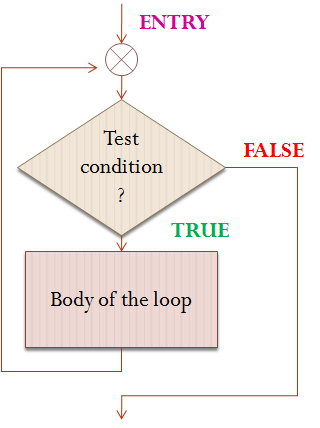 ENTRY
Test
condition
?
FALSE
TRUE
Body of the loop